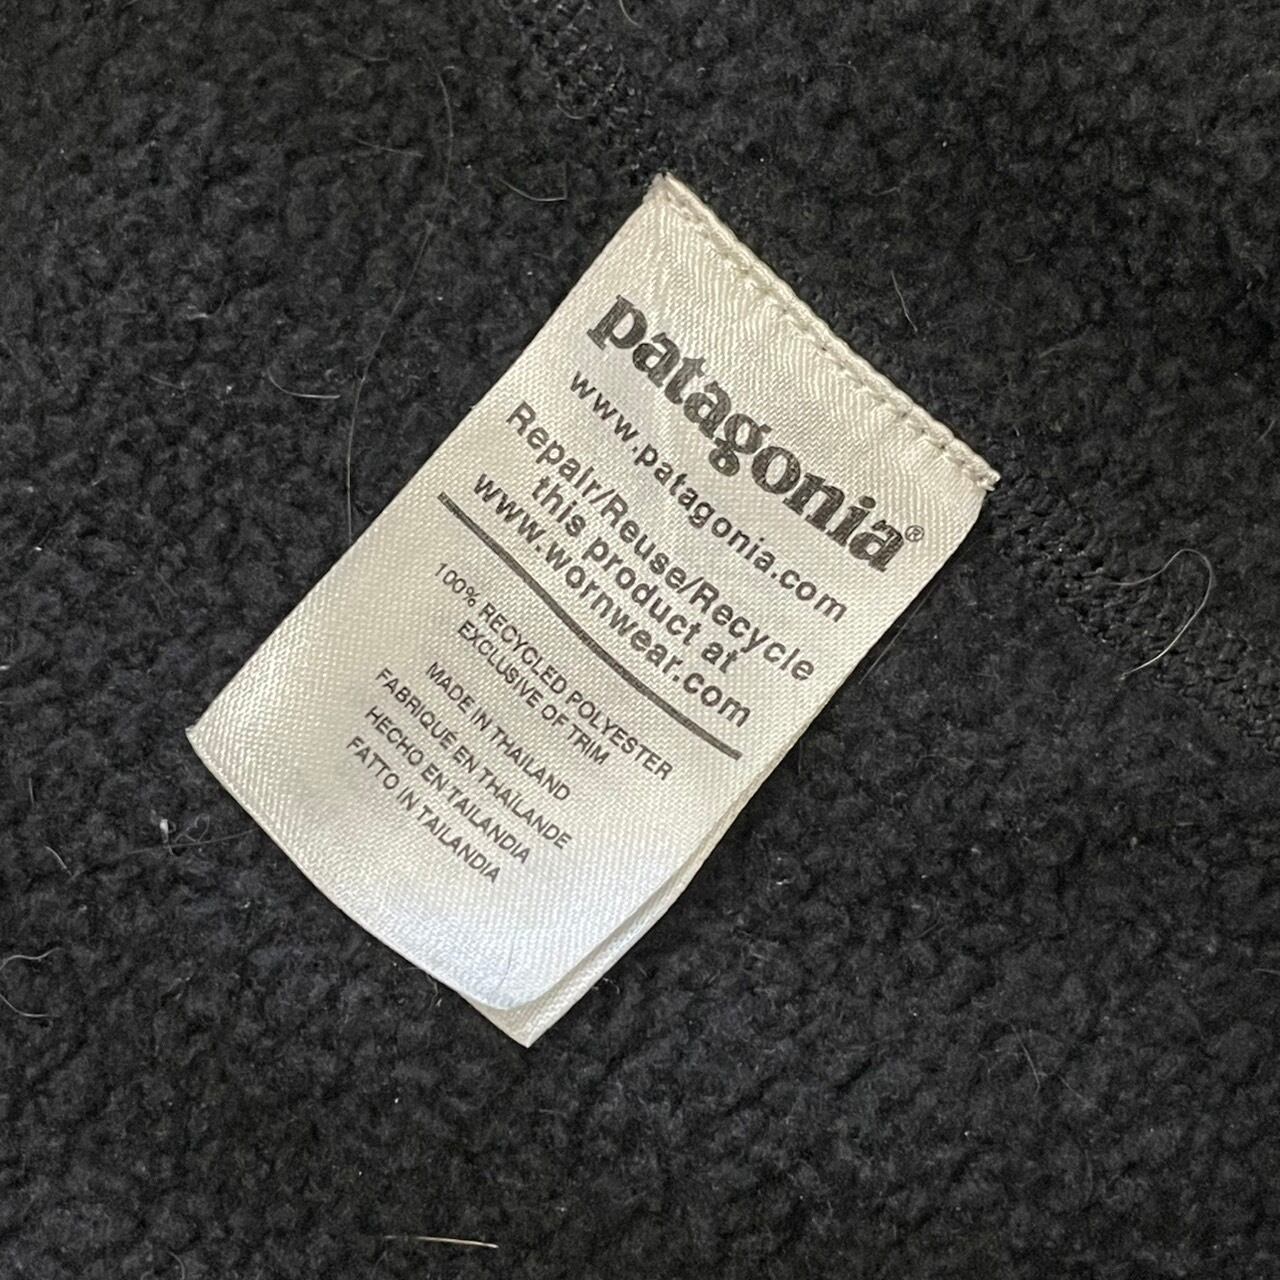 patagonia®
www.patagonia.com
Repair/Reuse/Recycle
this product at
www.wornwear.com
100% RECYCLED POLYESTER
EXCLUSIVE OF TRIM
MADE IN THAILAND
FABRIQUÉ EN THAÏLANDE
HECHO EN TAILANDIA
FATTO IN TAILANDIA